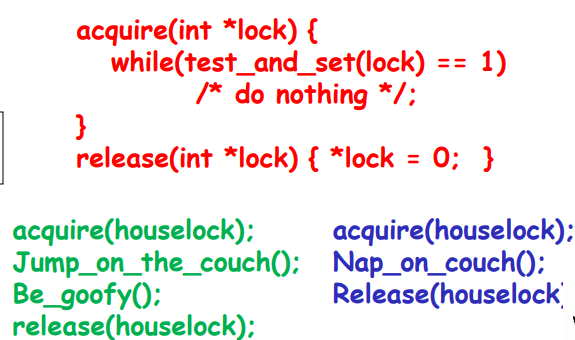 acquire(int *lock) {
while(test_and_set(lock) == 1)
/* do nothing */;
}
release(int *lock) { *lock = 0; }
acquire(houselock);
Jump_on_the_couch();
Be_goofy();
release(houselock);
acquire(houselock);
Nap_on_couch();
Release(houselock